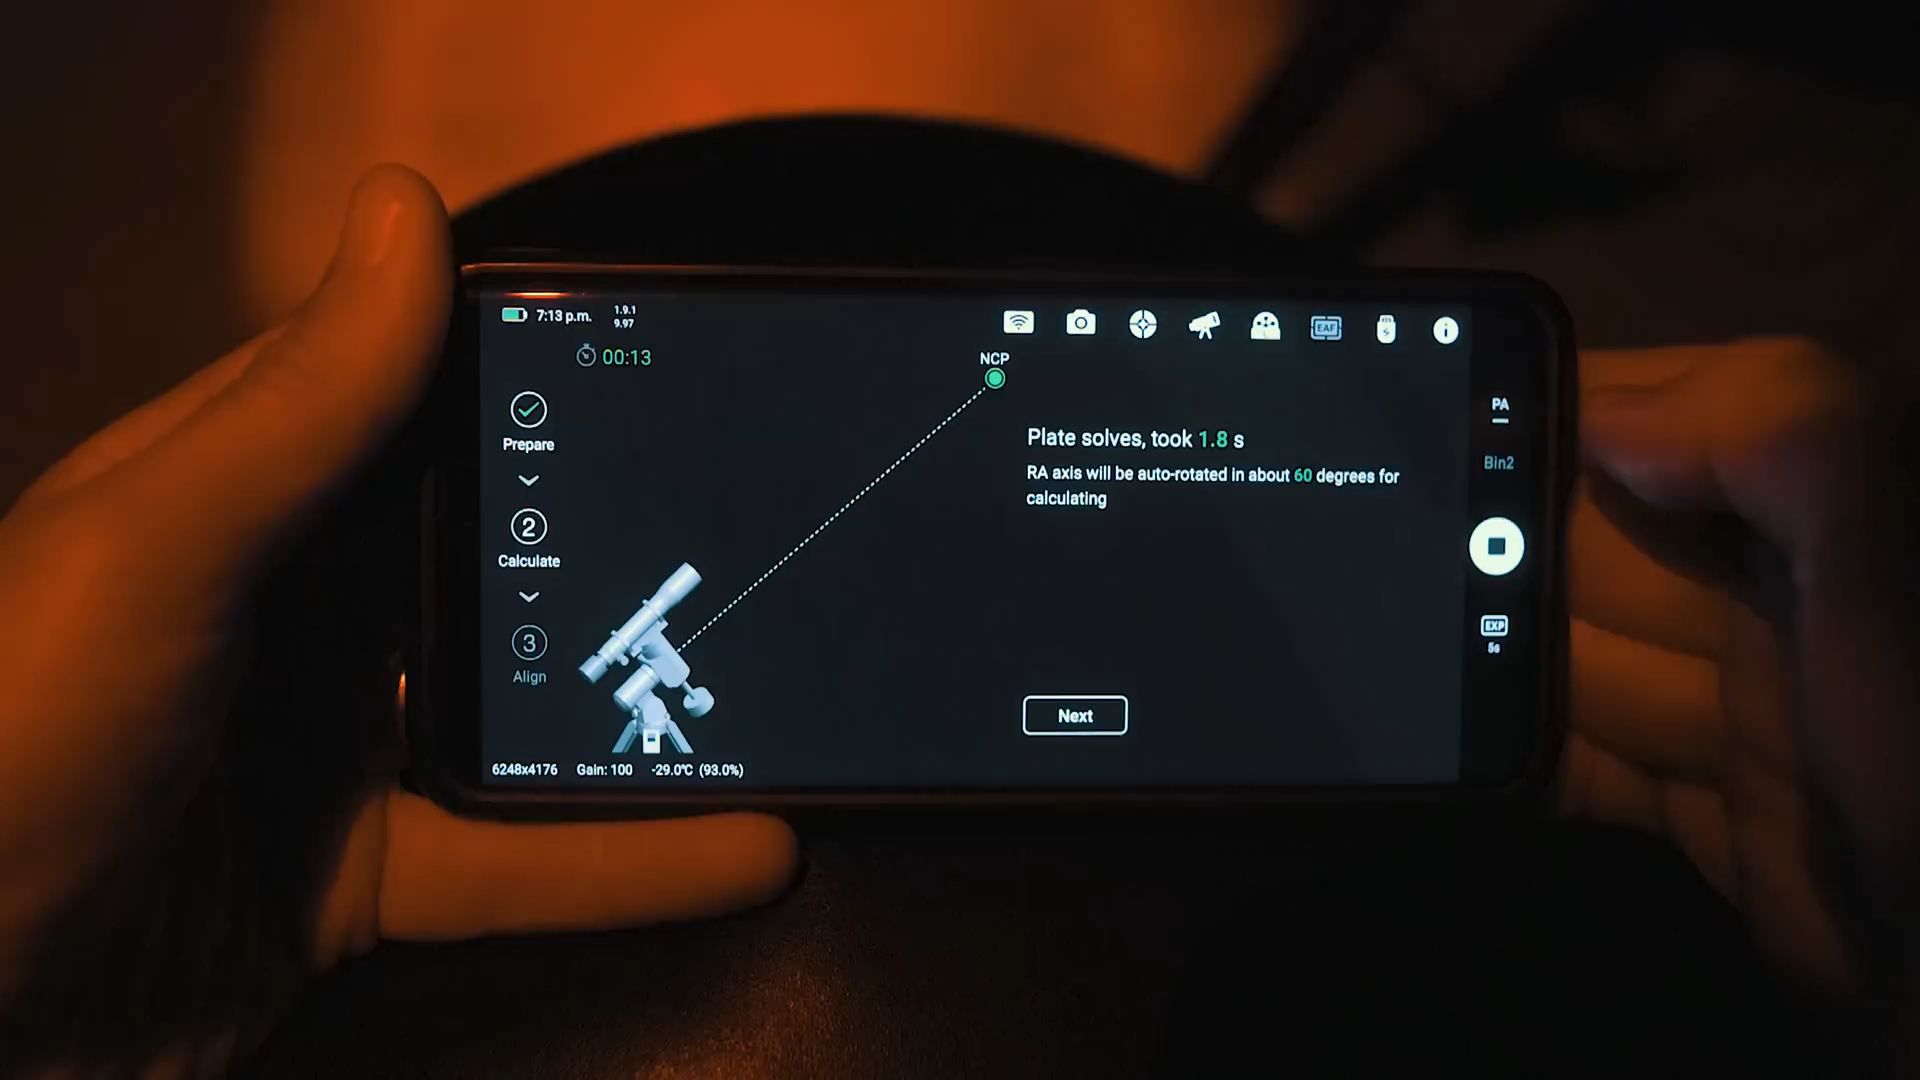 7:13 p.m.
1.9.1
9.97
00:13
NCP
EAF
Prepare
2
Calculate
3
Align
Plate solves, took 1.8 s
RA axis will be auto-rotated in about 60 degrees for
calculating
Next
PA
Bin2
EXP
5s
6248x4176 Gain: 100 -29.0℃ (93.0%)